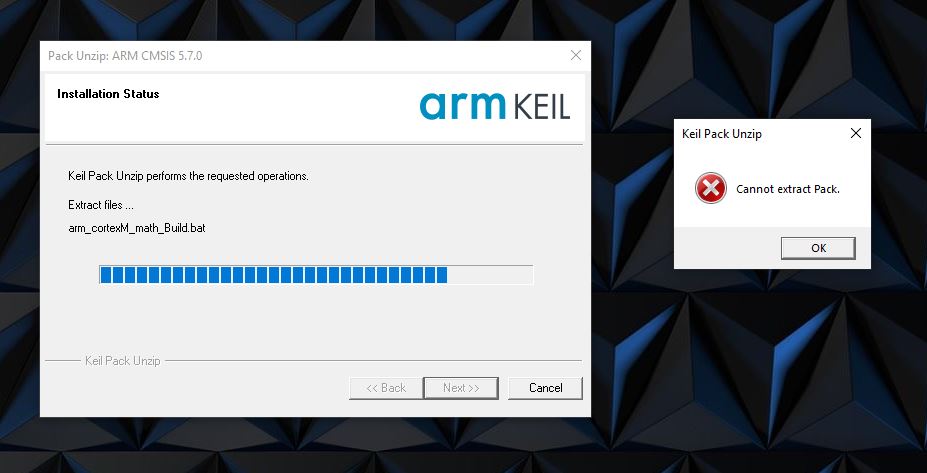 Pack Unzip: ARM CMSIS 5.7.0
Installation Status
arm KEIL
Keil Pack Unzip performs the requested operations.
Extract files ...
arm_cortexM_math_Build.bat
Keil Pack Unzip
<< Back
Next >>
Cancel
Keil Pack Unzip
Cannot extract Pack.
OK